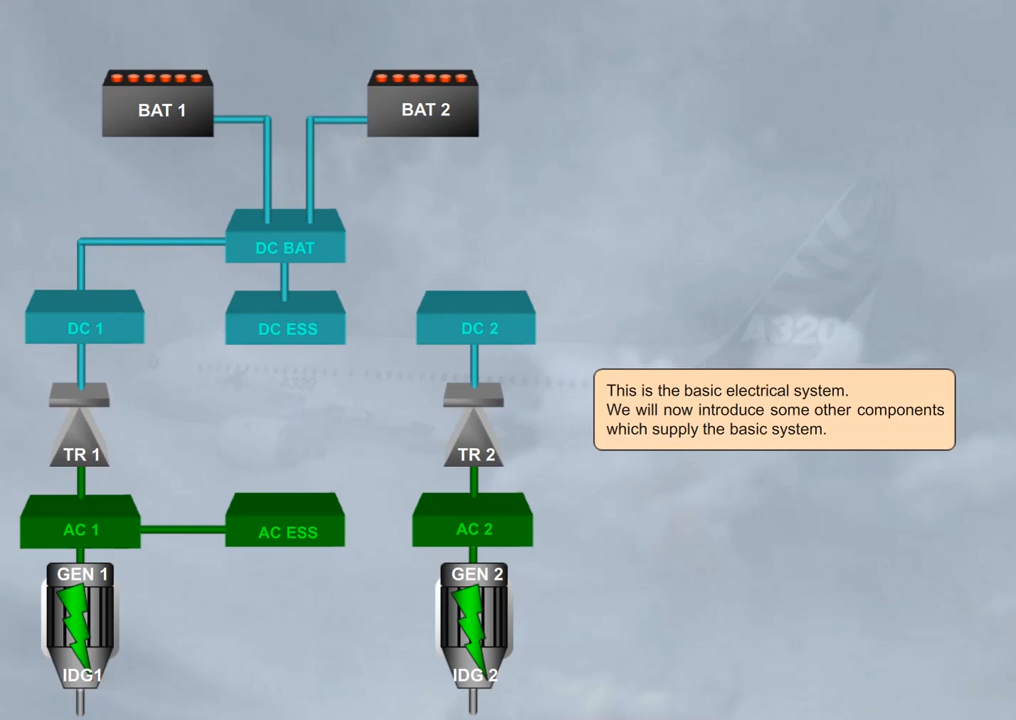 BAT 1
BAT 2
DC BAT
DC 1
DC ESS
DC 2
A320
This is the basic electrical system.
We will now introduce some other components
which supply the basic system.
TR 1
TR 2
AC 1
AC ESS
AC 2
GEN 1
GEN 2
IDG1
IDG 2